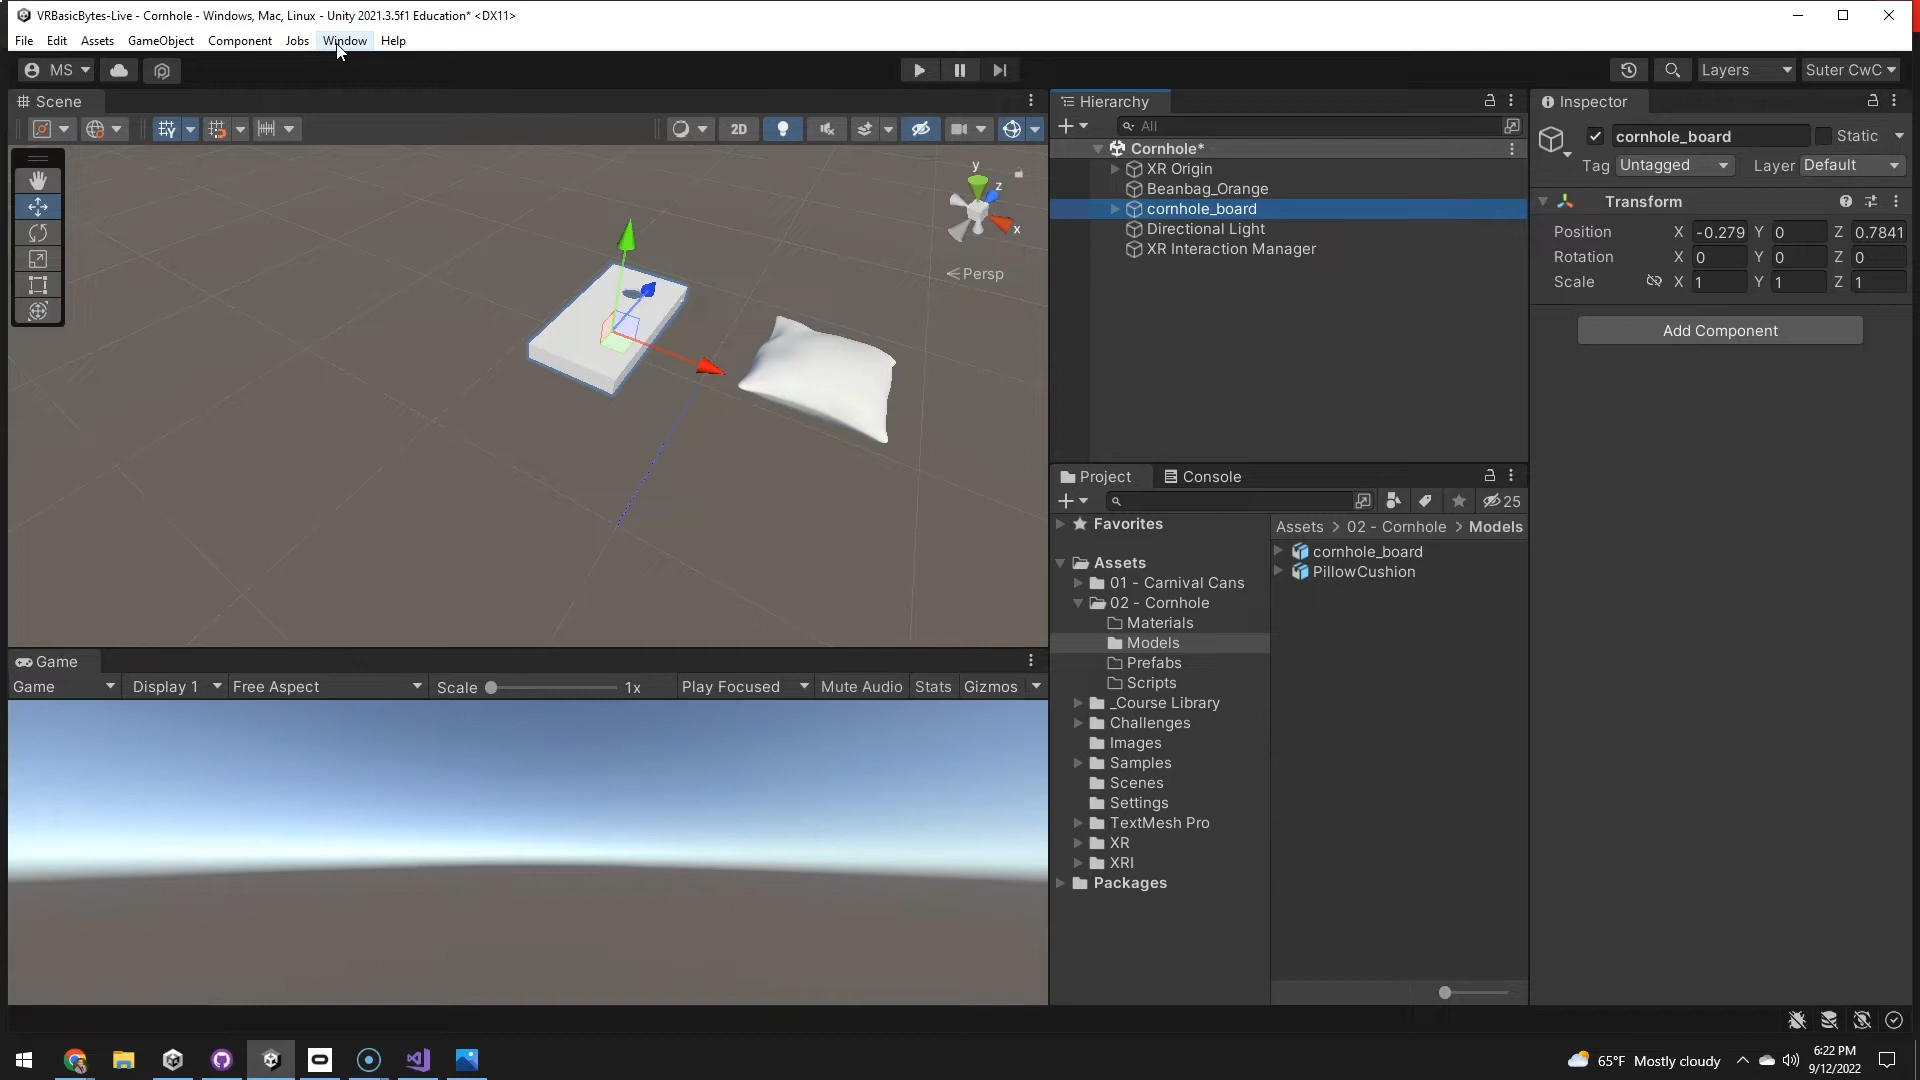 VRBasicBytes-Live - Cornhole - Windows, Mac, Linux - Unity 2021.3.5f1 Education* <DX11>
File Edit Assets GameObject Component Jobs Window Help
MS Layers Suter CwC
Scene
2D
y
z
x
Persp
Hierarchy
All
Cornhole*
XR Origin
Beanbag_Orange
cornhole_board
Directional Light
XR Interaction Manager
Inspector
cornhole_board Static
Tag Untagged Layer Default
Transform
Position X -0.279 Y 0 Z 0.7841
Rotation X 0 Y 0 Z 0
Scale X 1 Y 1 Z 1
Add Component
Project Console
25
Favorites
Assets
01 - Carnival Cans
02 - Cornhole
Materials
Models
Prefabs
Scripts
_Course Library
Challenges
Images
Samples
Scenes
Settings
TextMesh Pro
XR
XRI
Packages
Assets > 02 - Cornhole > Models
cornhole_board
PillowCushion
Game
Game Display 1 Free Aspect Scale 1x Play Focused Mute Audio Stats Gizmos
65°F Mostly cloudy
6:22 PM
9/12/2022